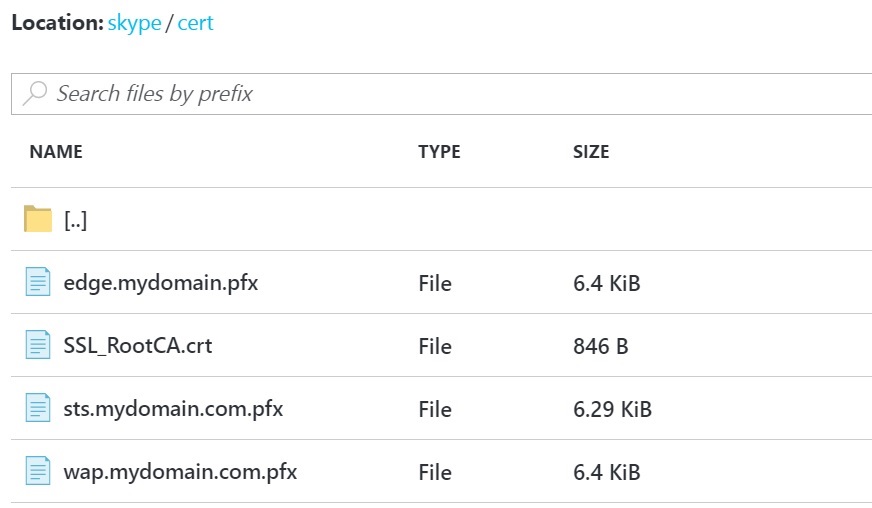 Location: skype / cert
Search files by prefix
NAME TYPE SIZE
[..]
edge.mydomain.pfx File 6.4 KiB
SSL_RootCA.crt File 846 B
sts.mydomain.com.pfx File 6.29 KiB
wap.mydomain.com.pfx File 6.4 KiB